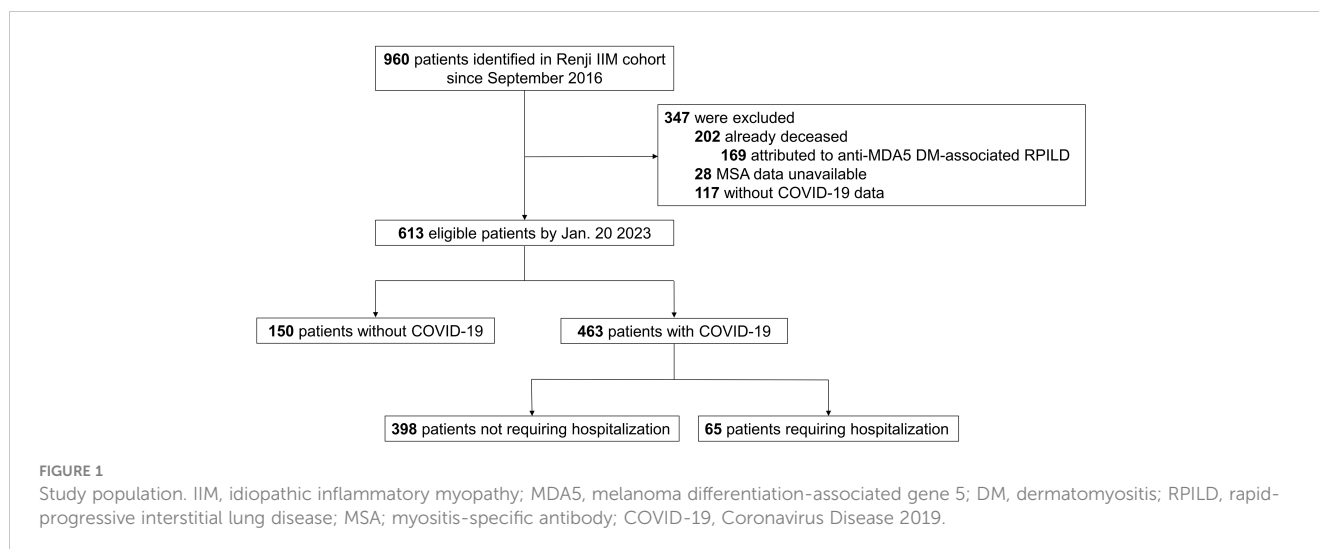 960 patients identified in Renji IIM cohort
since September 2016
347 were excluded
202 already deceased
169 attributed to anti-MDA5 DM-associated RPILD
28 MSA data unavailable
117 without COVID-19 data
613 eligible patients by Jan. 20 2023
150 patients without COVID-19
463 patients with COVID-19
398 patients not requiring hospitalization
65 patients requiring hospitalization
FIGURE 1
Study population. IIM, idiopathic inflammatory myopathy; MDA5, melanoma differentiation-associated gene 5; DM, dermatomyositis; RPILD, rapid-
progressive interstitial lung disease; MSA; myositis-specific antibody; COVID-19, Coronavirus Disease 2019.